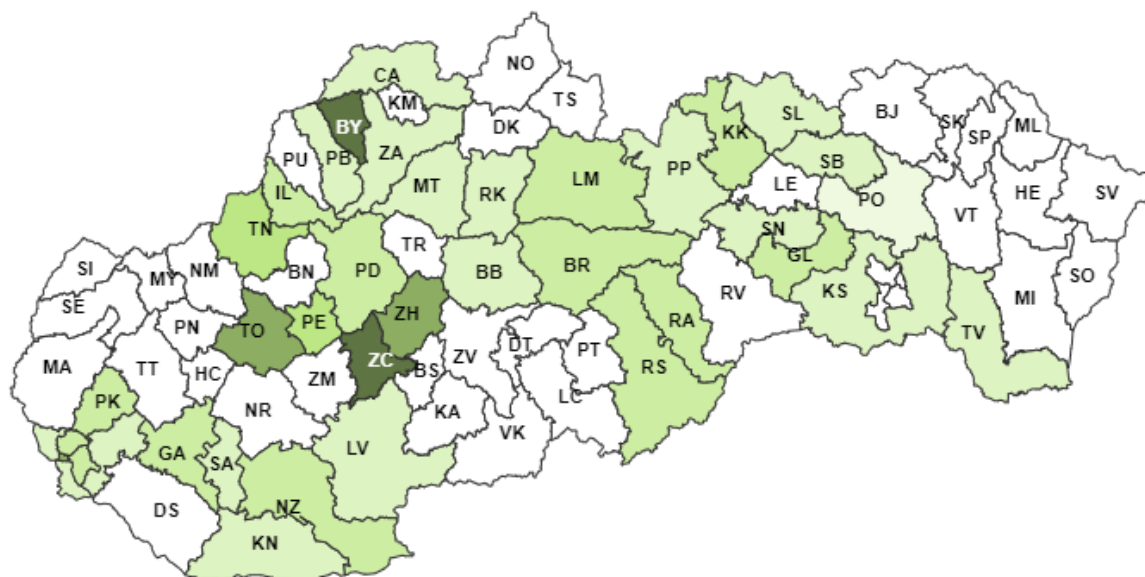 NO
CA
TS
KM
BY
DK
BJ
SK
SP
ML
SL
KK
PU
PB
ZA
SB
HE
SV
MT
RK
LM
PP
LE
PO
IL
VT
TN
TR
SN
GL
SI
MY
NM
BN
PD
BB
BR
RV
KS
SO
MI
SE
PN
TO
PE
ZH
RA
TV
MA
TT
HC
ZM
ZC
BS
ZV
DT
PT
RS
PK
NR
KA
LC
VK
GA
SA
LV
DS
NZ
KN